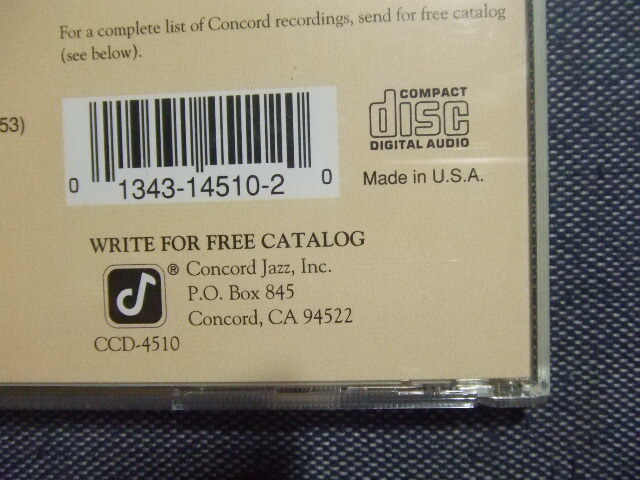 For a complete list of Concord recordings, send for free catalog
(see below).
53)
COMPACT
disc
DIGITAL AUDIO
0 1343-14510-2 0
Made in U.S.A.
WRITE FOR FREE CATALOG
® Concord Jazz, Inc.
P.O. Box 845
Concord, CA 94522
CCD-4510